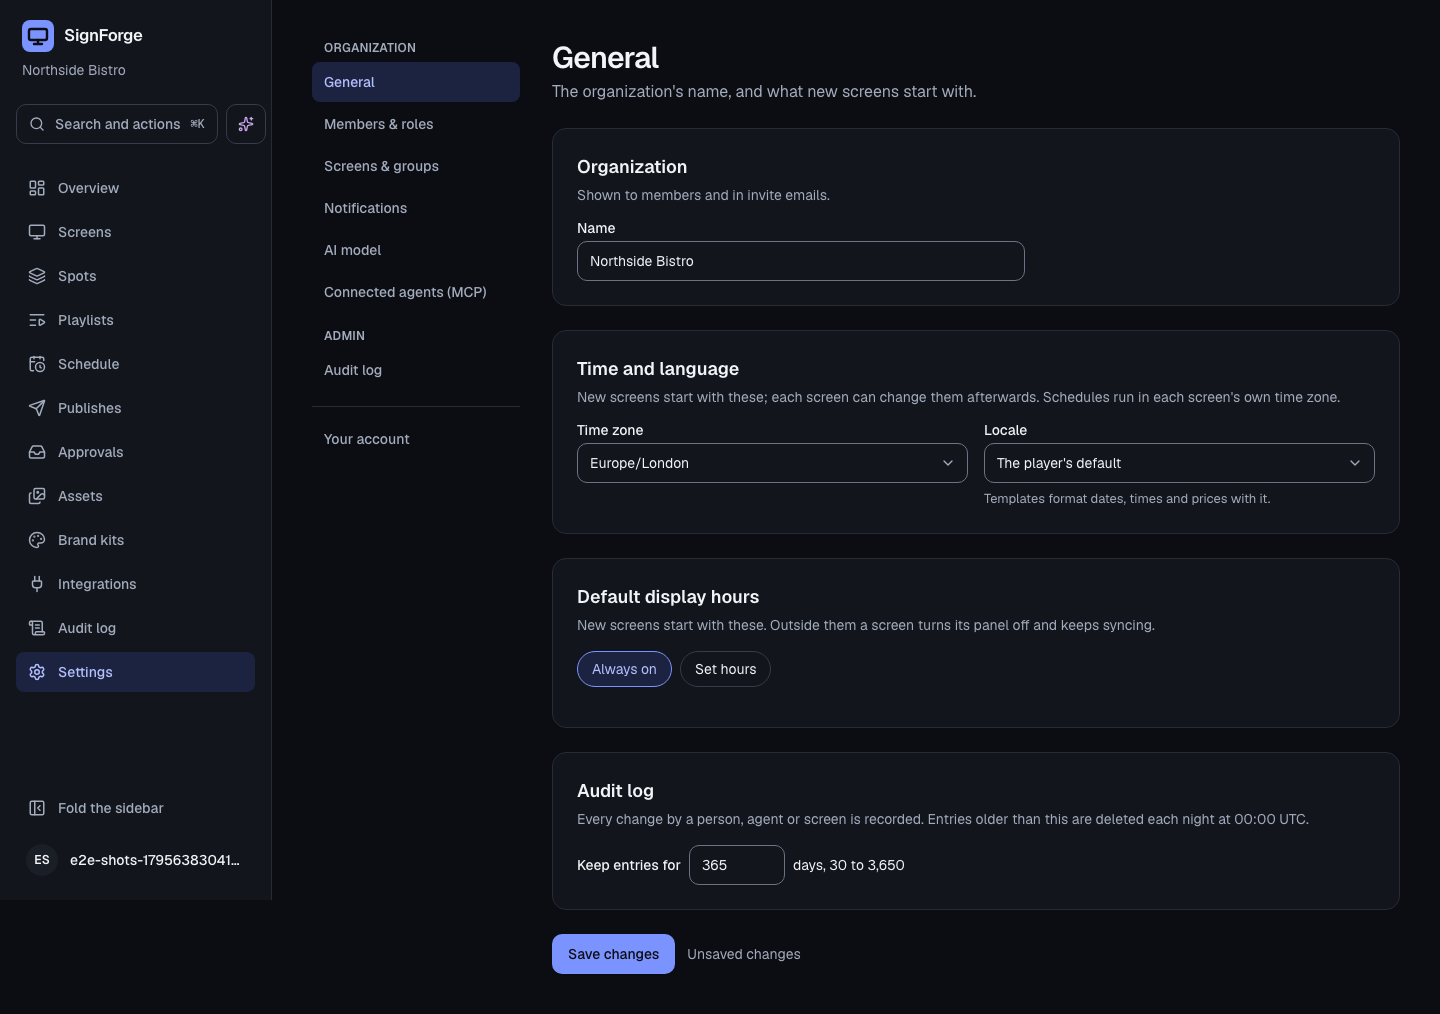 SignForge
Northside Bistro
Search and actions ⌘K
Overview
Screens
Spots
Playlists
Schedule
Publishes
Approvals
Assets
Brand kits
Integrations
Audit log
Settings
Fold the sidebar
ES e2e-shots-17956383041…
ORGANIZATION
General
Members & roles
Screens & groups
Notifications
AI model
Connected agents (MCP)
ADMIN
Audit log
Your account
General
The organization's name, and what new screens start with.
Organization
Shown to members and in invite emails.
Name
Northside Bistro
Time and language
New screens start with these; each screen can change them afterwards. Schedules run in each screen's own time zone.
Time zone
Europe/London
Locale
The player's default
Templates format dates, times and prices with it.
Default display hours
New screens start with these. Outside them a screen turns its panel off and keeps syncing.
Always on
Set hours
Audit log
Every change by a person, agent or screen is recorded. Entries older than this are deleted each night at 00:00 UTC.
Keep entries for 365 days, 30 to 3,650
Save changes
Unsaved changes